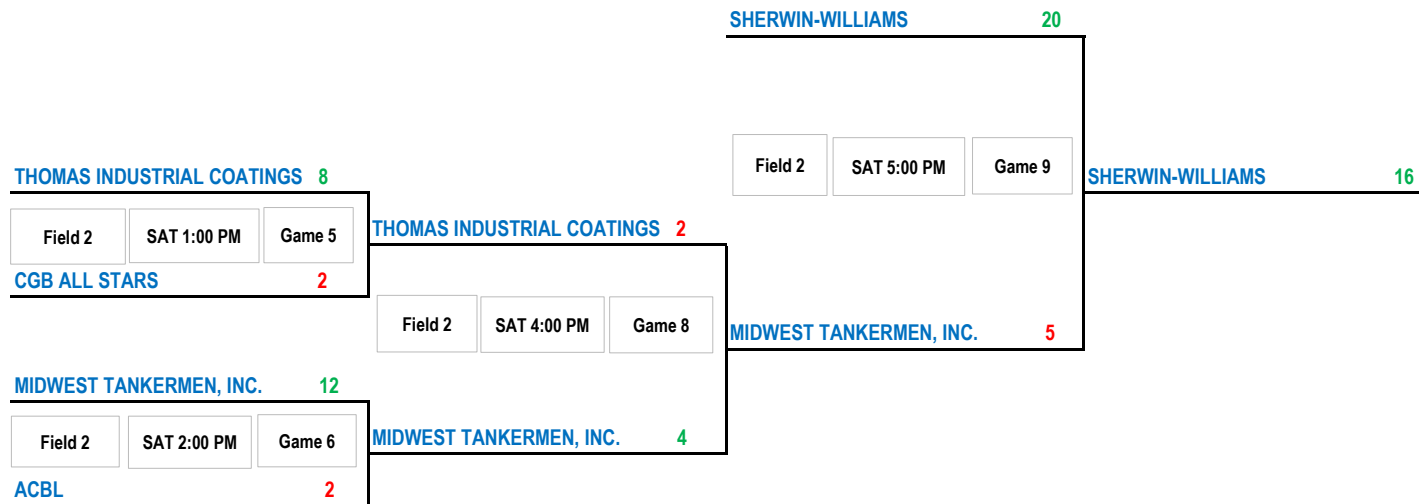 SHERWIN-WILLIAMS 20
Field 2 SAT 5:00 PM Game 9
SHERWIN-WILLIAMS 16
THOMAS INDUSTRIAL COATINGS 8
Field 2 SAT 1:00 PM Game 5
THOMAS INDUSTRIAL COATINGS 2
CGB ALL STARS 2
Field 2 SAT 4:00 PM Game 8
MIDWEST TANKERMEN, INC. 5
MIDWEST TANKERMEN, INC. 12
Field 2 SAT 2:00 PM Game 6
MIDWEST TANKERMEN, INC. 4
ACBL 2